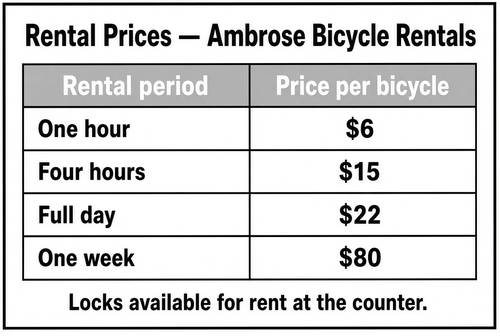 Rental Prices — Ambrose Bicycle Rentals
Rental period Price per bicycle
One hour $6
Four hours $15
Full day $22
One week $80
Locks available for rent at the counter.